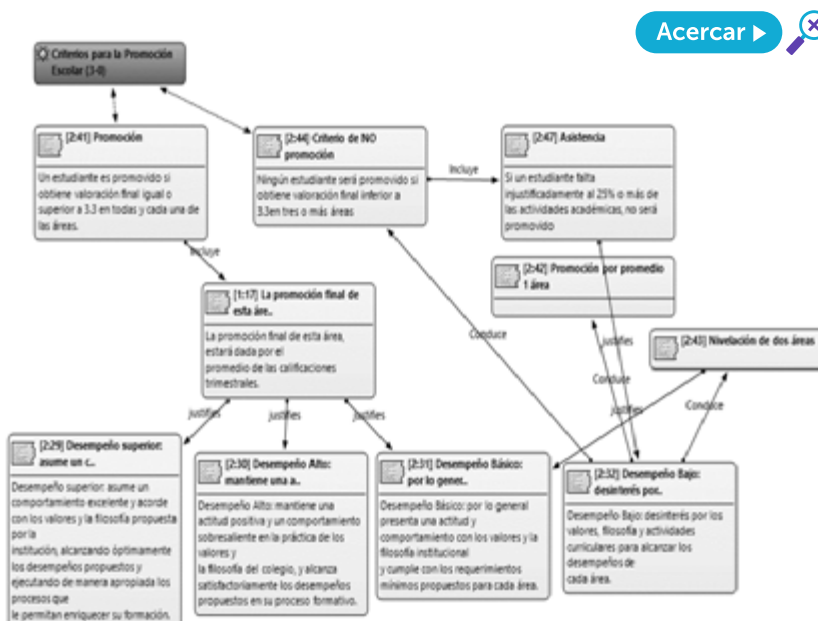 Acercar
Criterios para la Promoción
Escolar {3-0}
[2:41] Promoción
Un estudiante es promovido si
obtiene valoración final igual o
superior a 3.3 en todas y cada una de
las áreas.
[2:44] Criterio de NO
promoción
Ningún estudiante será promovido si
obtiene valoración final inferior a
3.3en tres o más áreas
Incluye
[2:47] Asistencia
Si un estudiante falta
injustificadamente al 25% o más de
las actividades académicas, no será
promovido
Incluye
[2:42] Promoción por promedio
1 área
[1:17] La promoción final de
esta áre..
La promoción final de esta área,
estará dada por el
promedio de las calificaciones
trimestrales.
Conduce
justifies
[2:43] Nivelación de dos áreas
Conduce
justifies
Conduce
justifies
justifies
justifies
[2:29] Desempeño superior:
asume un c..
Desempeño superior: asume un
comportamiento excelente y acorde
con los valores y la filosofía propuesta
por la
institución, alcanzando óptimamente
los desempeños propuestos y
ejecutando de manera apropiada los
procesos que
le permitan enriquecer su formación.
[2:30] Desempeño Alto:
mantiene una a..
Desempeño Alto: mantiene una
actitud positiva y un comportamiento
sobresaliente en la práctica de los
valores y
la filosofía del colegio, y alcanza
satisfactoriamente los desempeños
propuestos en su proceso formativo.
[2:31] Desempeño Básico:
por lo gener..
Desempeño Básico: por lo general
presenta una actitud y
comportamiento con los valores y la
filosofía institucional
y cumple con los requerimientos
mínimos propuestos para cada área.
[2:32] Desempeño Bajo:
desinterés por..
Desempeño Bajo: desinterés por los
valores, filosofía y actividades
curriculares para alcanzar los
desempeños de
cada área.